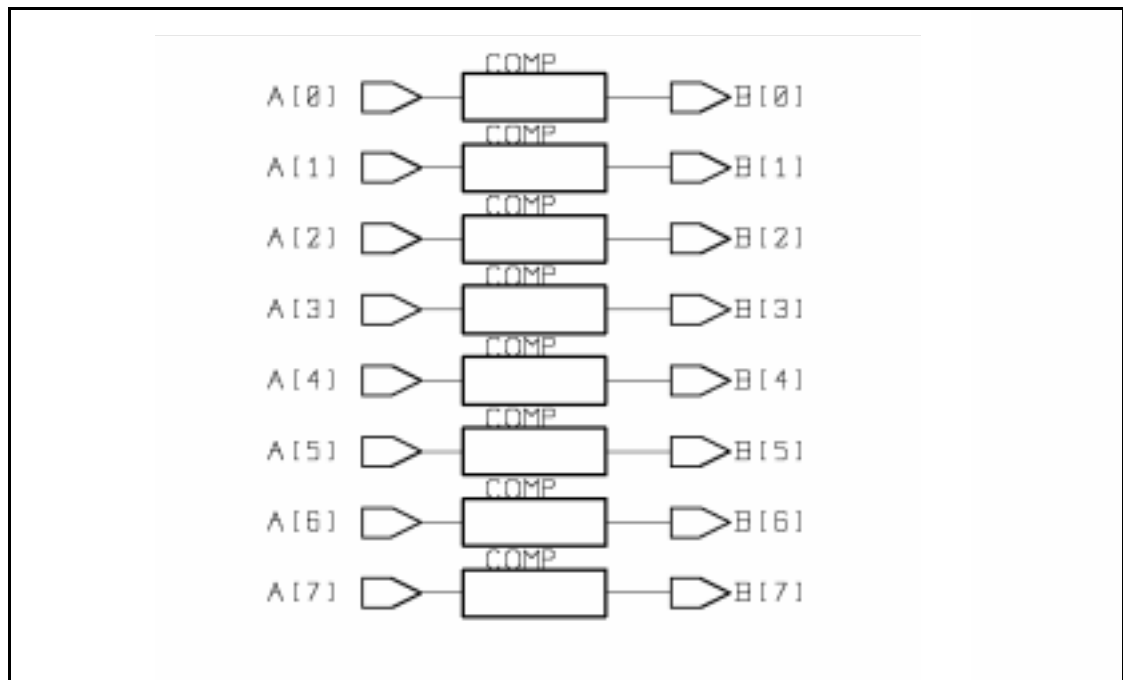 COMP
A[0] B[0]
COMP
A[1] B[1]
COMP
A[2] B[2]
COMP
A[3] B[3]
COMP
A[4] B[4]
COMP
A[5] B[5]
COMP
A[6] B[6]
COMP
A[7] B[7]